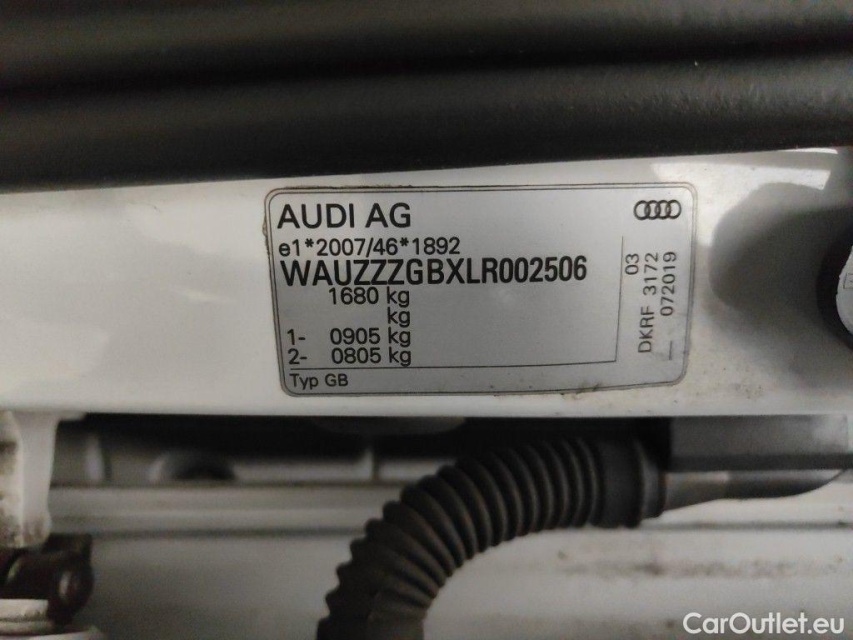 AUDI AG
e1*2007/46*1892
WAUZZZGBXLR002506
1680 kg
kg
1- 0905 kg
2- 0805 kg
Typ GB
03
DKRF 3172
_ 072019
CarOutlet.eu